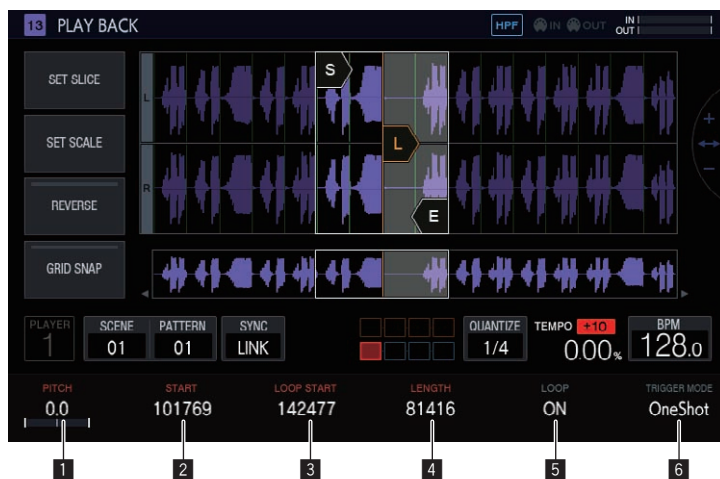 13 PLAY BACK HPF IN OUT IN OUT
SET SLICE
SET SCALE
REVERSE
GRID SNAP
L
R
S
L
E
+
−
PLAYER 1
SCENE 01
PATTERN 01
SYNC LINK
QUANTIZE 1/4
TEMPO +10 0.00%
BPM 128.0
PITCH 0.0
START 101769
LOOP START 142477
LENGTH 81416
LOOP ON
TRIGGER MODE OneShot
1 2 3 4 5 6